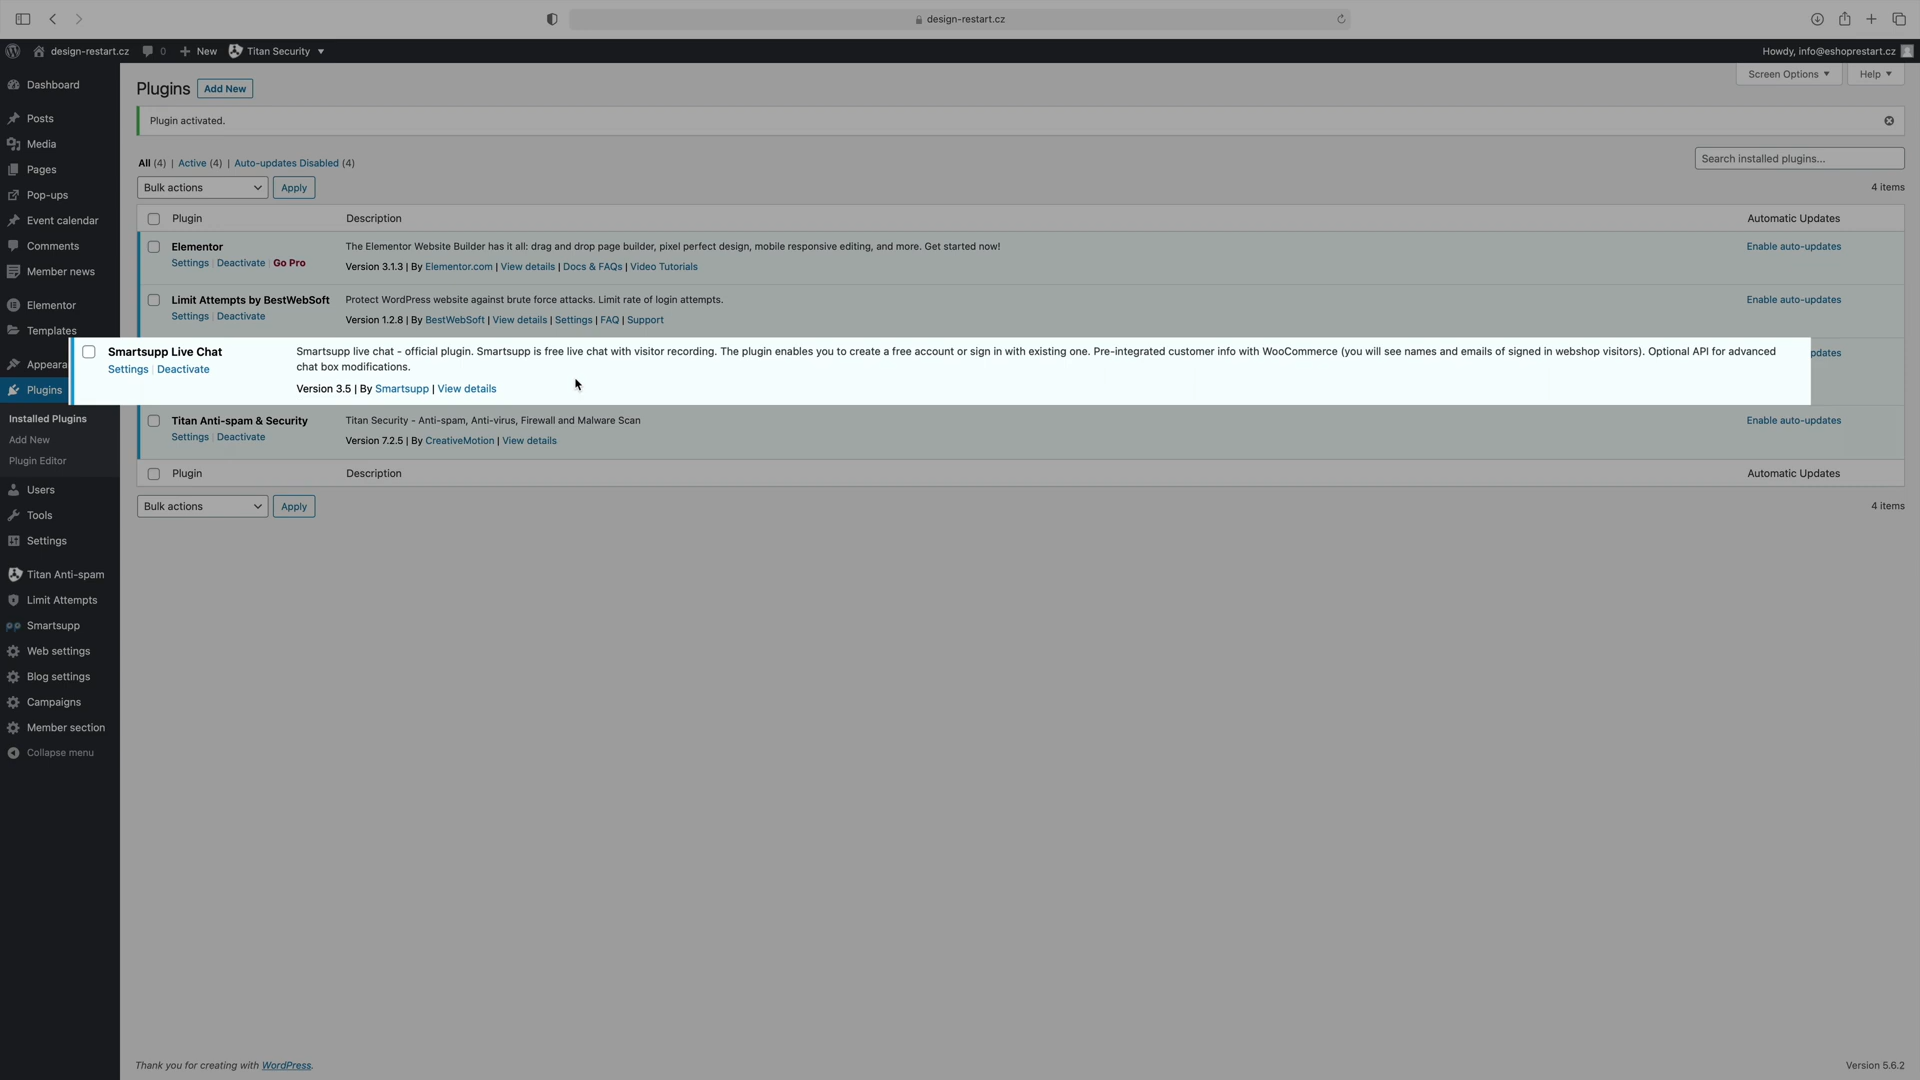 design-restart.cz
design-restart.cz
0
New
Titan Security
Howdy, info@eshoprestart.cz
Dashboard
Posts
Media
Pages
Pop-ups
Event calendar
Comments
Member news
Elementor
Templates
Appeara
Plugins
Installed Plugins
Add New
Plugin Editor
Users
Tools
Settings
Titan Anti-spam
Limit Attempts
Smartsupp
Web settings
Blog settings
Campaigns
Member section
Collapse menu
Screen Options
Help
Plugins
Add New
Plugin activated.
All (4) | Active (4) | Auto-updates Disabled (4)
Search installed plugins...
Bulk actions
Apply
4 items
Plugin Description Automatic Updates
Elementor
Settings | Deactivate | Go Pro
The Elementor Website Builder has it all: drag and drop page builder, pixel perfect design, mobile responsive editing, and more. Get started now!
Version 3.1.3 | By Elementor.com | View details | Docs & FAQs | Video Tutorials
Enable auto-updates
Limit Attempts by BestWebSoft
Settings | Deactivate
Protect WordPress website against brute force attacks. Limit rate of login attempts.
Version 1.2.8 | By BestWebSoft | View details | Settings | FAQ | Support
Enable auto-updates
Smartsupp Live Chat
Settings | Deactivate
Smartsupp live chat - official plugin. Smartsupp is free live chat with visitor recording. The plugin enables you to create a free account or sign in with existing one. Pre-integrated customer info with WooCommerce (you will see names and emails of signed in webshop visitors). Optional API for advanced
chat box modifications.
Version 3.5 | By Smartsupp | View details
pdates
Titan Anti-spam & Security
Settings | Deactivate
Titan Security - Anti-spam, Anti-virus, Firewall and Malware Scan
Version 7.2.5 | By CreativeMotion | View details
Enable auto-updates
Plugin Description Automatic Updates
Bulk actions
Apply
4 items
Thank you for creating with WordPress.
Version 5.6.2